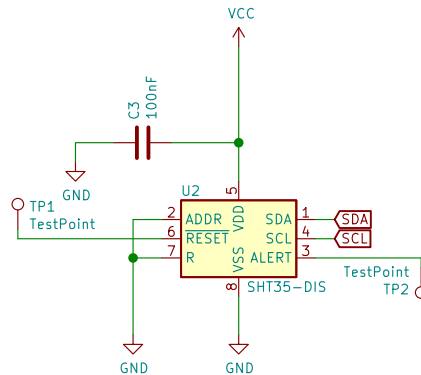 VCC
C3
100nF
GND
TP1
TestPoint
U2
5
VDD
2 ADDR SDA 1 SDA
6 RESET SCL 4 SCL
7 R ALERT 3
VSS
8
SHT35-DIS
TestPoint
TP2
GND
GND